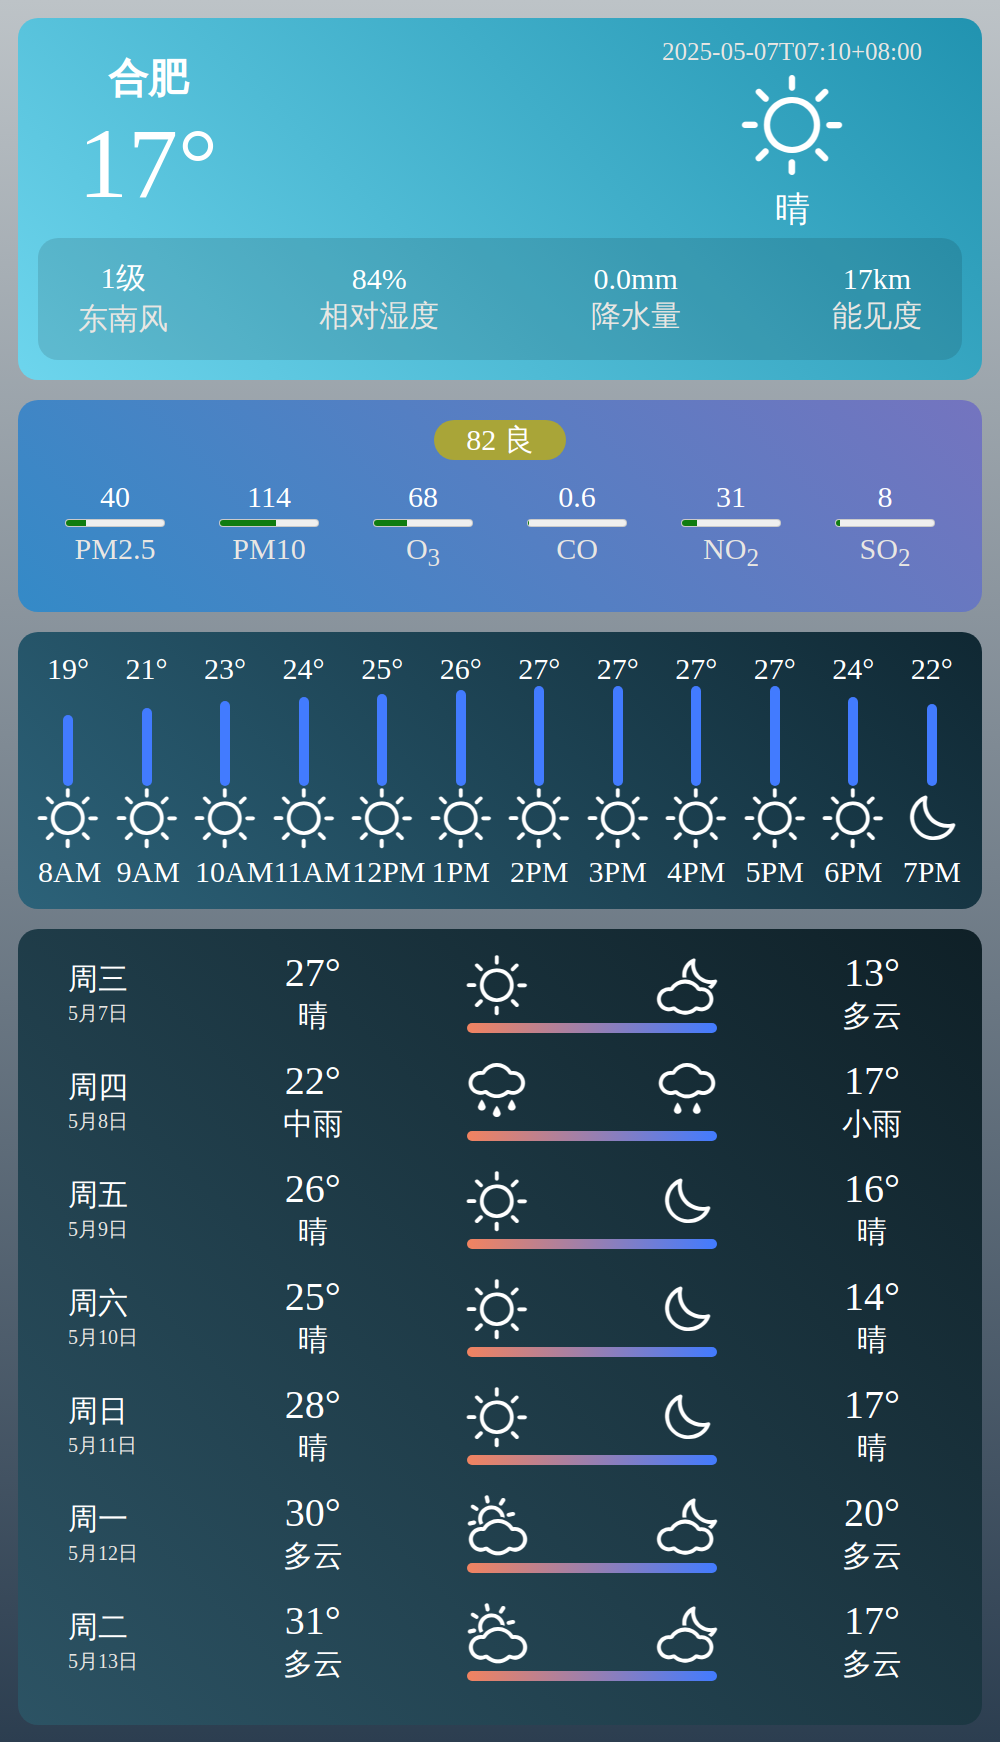 合肥
17°
2025-05-07T07:10+08:00
晴
1级 84% 0.0mm 17km
东南风 相对湿度 降水量 能见度
82 良
40 114 68 0.6 31 8
PM2.5 PM10 O3 CO NO2 SO2
19° 21° 23° 24° 25° 26° 27° 27° 27° 27° 24° 22°
8AM 9AM 10AM 11AM 12PM 1PM 2PM 3PM 4PM 5PM 6PM 7PM
周三 27° 13°
5月7日 晴 多云
周四 22° 17°
5月8日 中雨 小雨
周五 26° 16°
5月9日 晴 晴
周六 25° 14°
5月10日 晴 晴
周日 28° 17°
5月11日 晴 晴
周一 30° 20°
5月12日 多云 多云
周二 31° 17°
5月13日 多云 多云